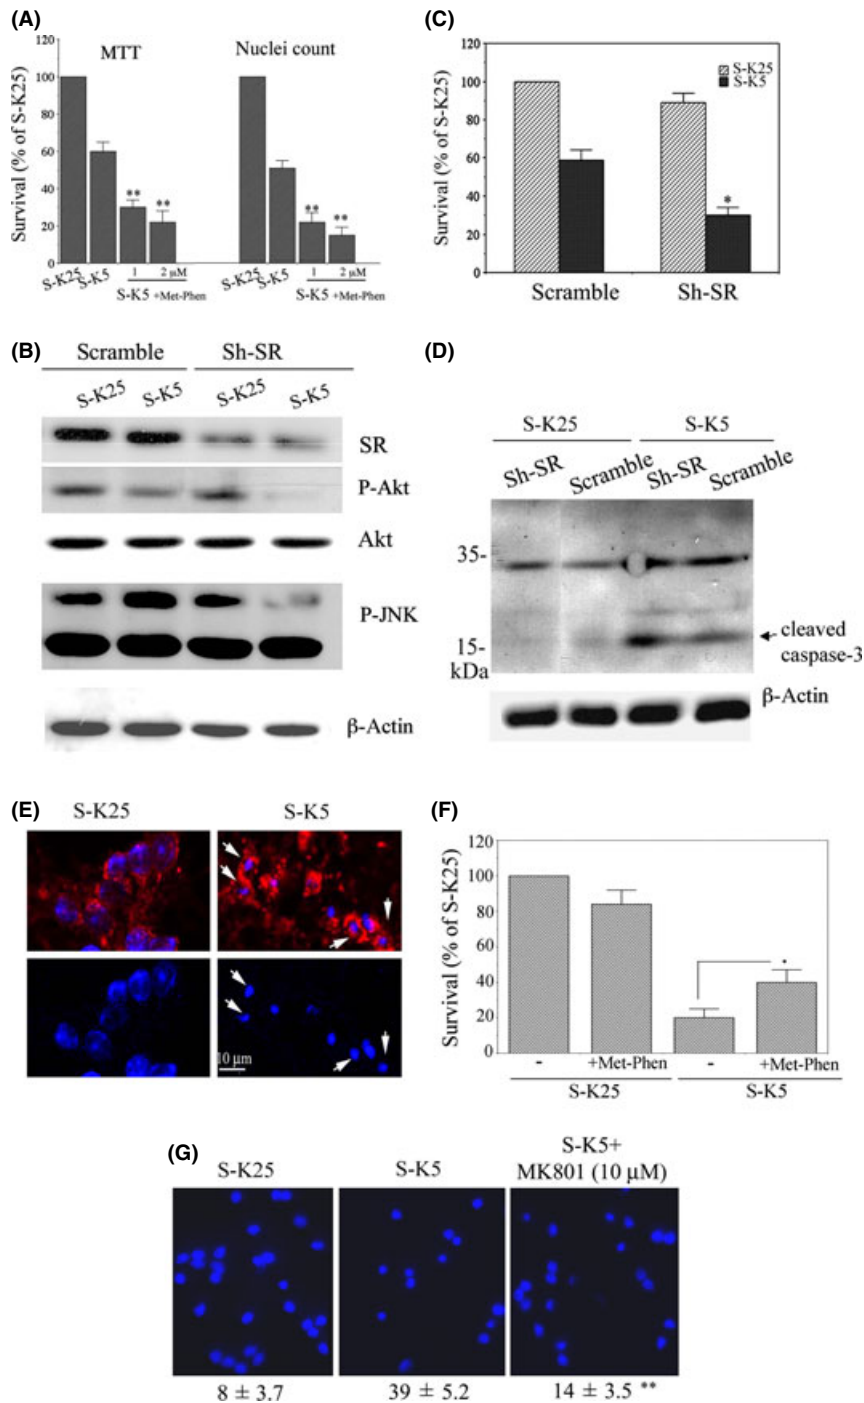 (A)
MTT
Nuclei count
Survival (% of S-K25)
120
100
80
60
40
20
0
**
**
**
**
S-K25
S-K5
1
2 μM
S-K5 +Met-Phen
S-K25
S-K5
1
2 μM
S-K5 +Met-Phen
(C)
Survival (% of S-K25)
120
100
80
60
40
20
0
S-K25
S-K5
*
Scramble
Sh-SR
(B)
Scramble
Sh-SR
S-K25
S-K5
S-K25
S-K5
SR
P-Akt
Akt
P-JNK
β-Actin
(D)
S-K25
S-K5
Sh-SR
Scramble
Sh-SR
Scramble
35-
15-
kDa
cleaved
caspase-3
β-Actin
(E)
S-K25
S-K5
10 μm
(F)
Survival (% of S-K25)
120
100
80
60
40
20
0
*
-
+Met-Phen
-
+Met-Phen
S-K25
S-K5
(G)
S-K25
S-K5
S-K5+
MK801 (10 μM)
8 ± 3.7
39 ± 5.2
14 ± 3.5 **